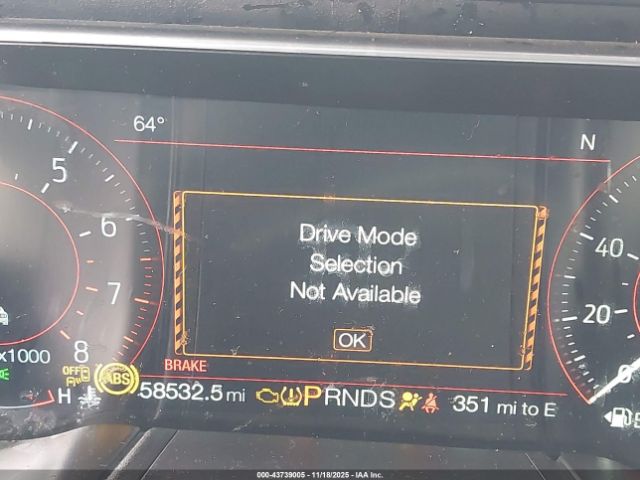 64°
N
5
6
7
8
x1000
40
20
0
Drive Mode
Selection
Not Available
OK
BRAKE
OFF
ABS
H
58532.5 mi
PRNDS
351 mi to E
E
000-43739005 - 11/18/2025 - IAA Inc.